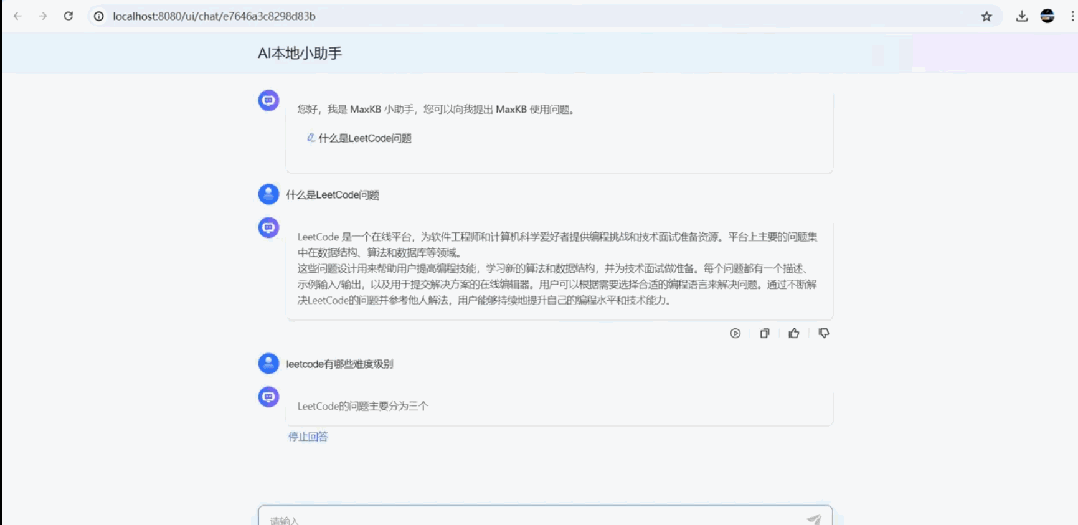 localhost:8080/ui/chat/e7646a3c8298d83b
AI本地小助手
您好，我是 MaxKB 小助手，您可以向我提出 MaxKB 使用问题。
什么是LeetCode问题
什么是LeetCode问题
LeetCode 是一个在线平台，为软件工程师和计算机科学爱好者提供编程挑战和技术面试准备资源。平台上主要的问题集
中在数据结构、算法和数据库等领域。
这些问题设计用来帮助用户提高编程技能，学习新的算法和数据结构，并为技术面试做准备。每个问题都有一个描述、
示例输入/输出，以及用于提交解决方案的在线编辑器。用户可以根据需要选择合适的编程语言来解决问题。通过不断解
决LeetCode的问题并参考他人解法，用户能够持续地提升自己的编程水平和技术能力。
leetcode有哪些难度级别
LeetCode的问题主要分为三个
停止回答
请输入